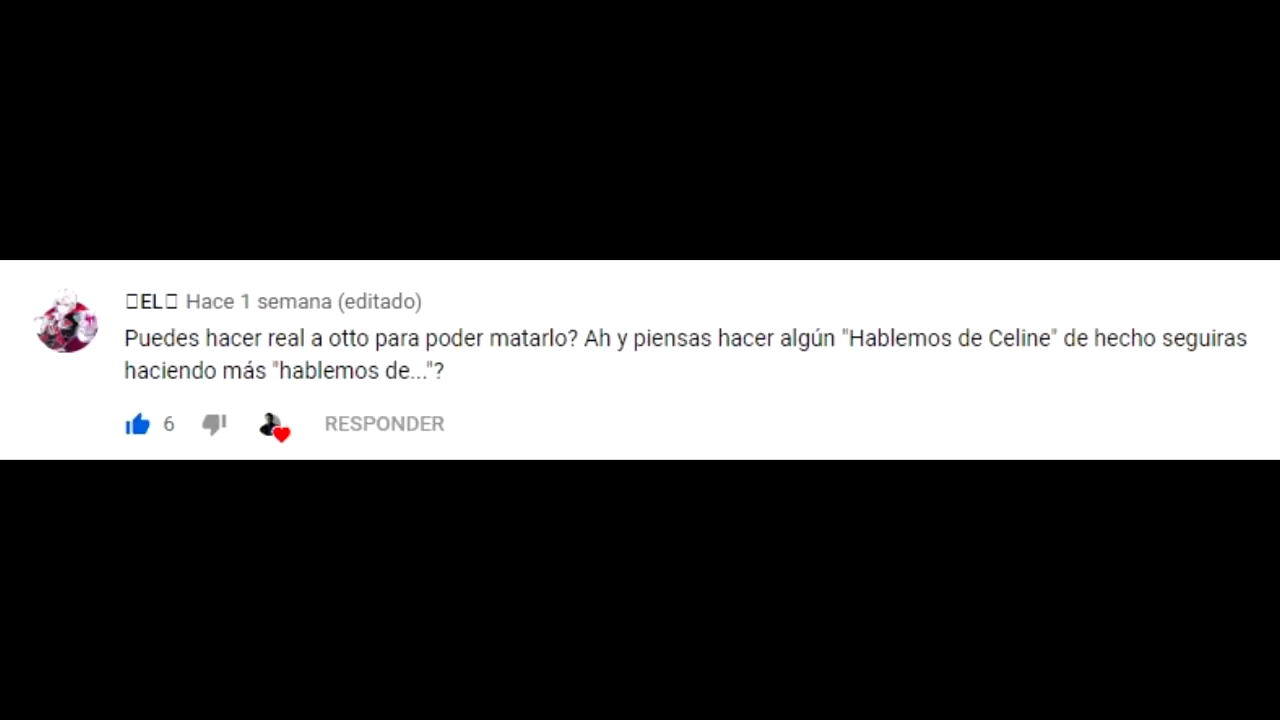 ▯EL▯ Hace 1 semana (editado)
Puedes hacer real a otto para poder matarlo? Ah y piensas hacer algún "Hablemos de Celine" de hecho seguiras
haciendo más "hablemos de..."?
6 RESPONDER